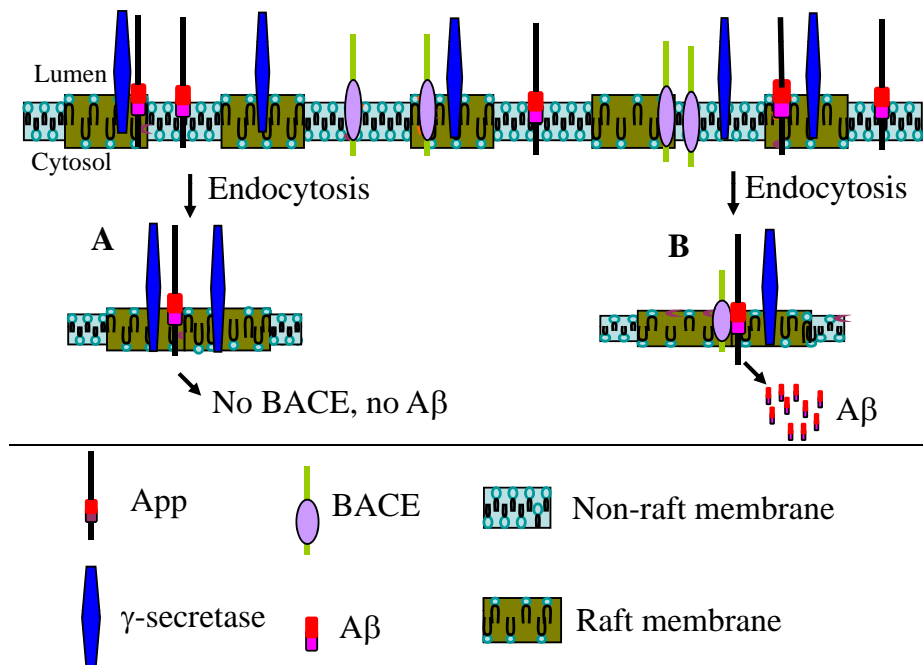 Lumen
Cytosol
Endocytosis
Endocytosis
A
B
No BACE, no Aβ
Aβ
App
BACE
Non-raft membrane
γ-secretase
Aβ
Raft membrane